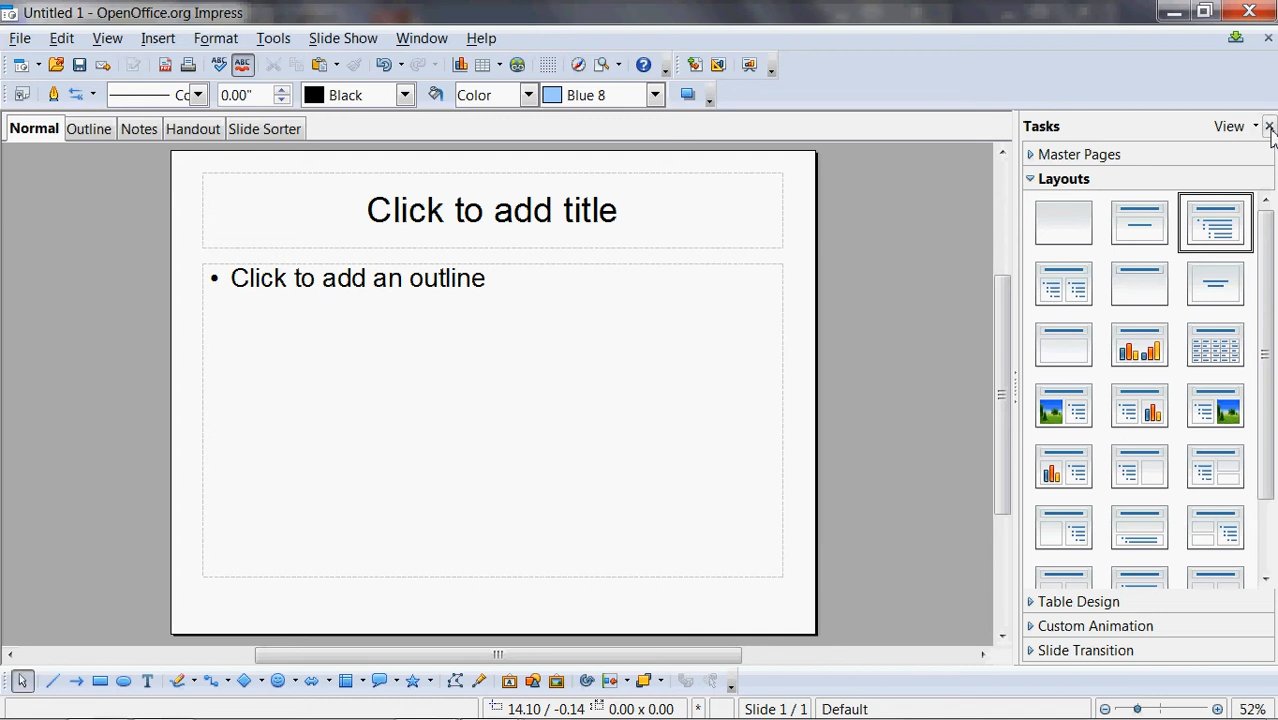 Untitled 1 - OpenOffice.org Impress
File Edit View Insert Format Tools Slide Show Window Help
0.00" Black Color Blue 8
Normal Outline Notes Handout Slide Sorter
Tasks View
Master Pages
Layouts
Click to add title
• Click to add an outline
Table Design
Custom Animation
Slide Transition
14.10 / -0.14 0.00 x 0.00 * Slide 1 / 1 Default 52%